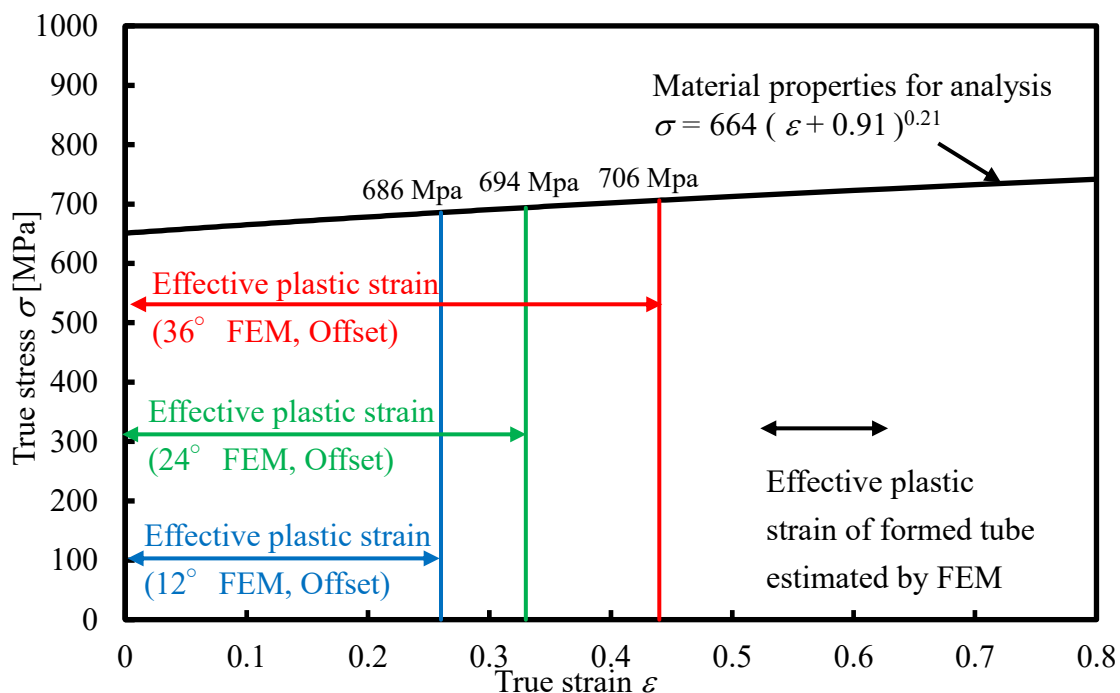 1000
900
800
700
600
500
400
300
200
100
0
True stress σ [MPa]
Material properties for analysis
σ = 664 ( ε + 0.91 )^0.21
686 Mpa
694 Mpa
706 Mpa
Effective plastic strain
(36° FEM, Offset)
Effective plastic strain
(24° FEM, Offset)
Effective plastic strain
(12° FEM, Offset)
Effective plastic
strain of formed tube
estimated by FEM
0 0.1 0.2 0.3 0.4 0.5 0.6 0.7 0.8
True strain ε